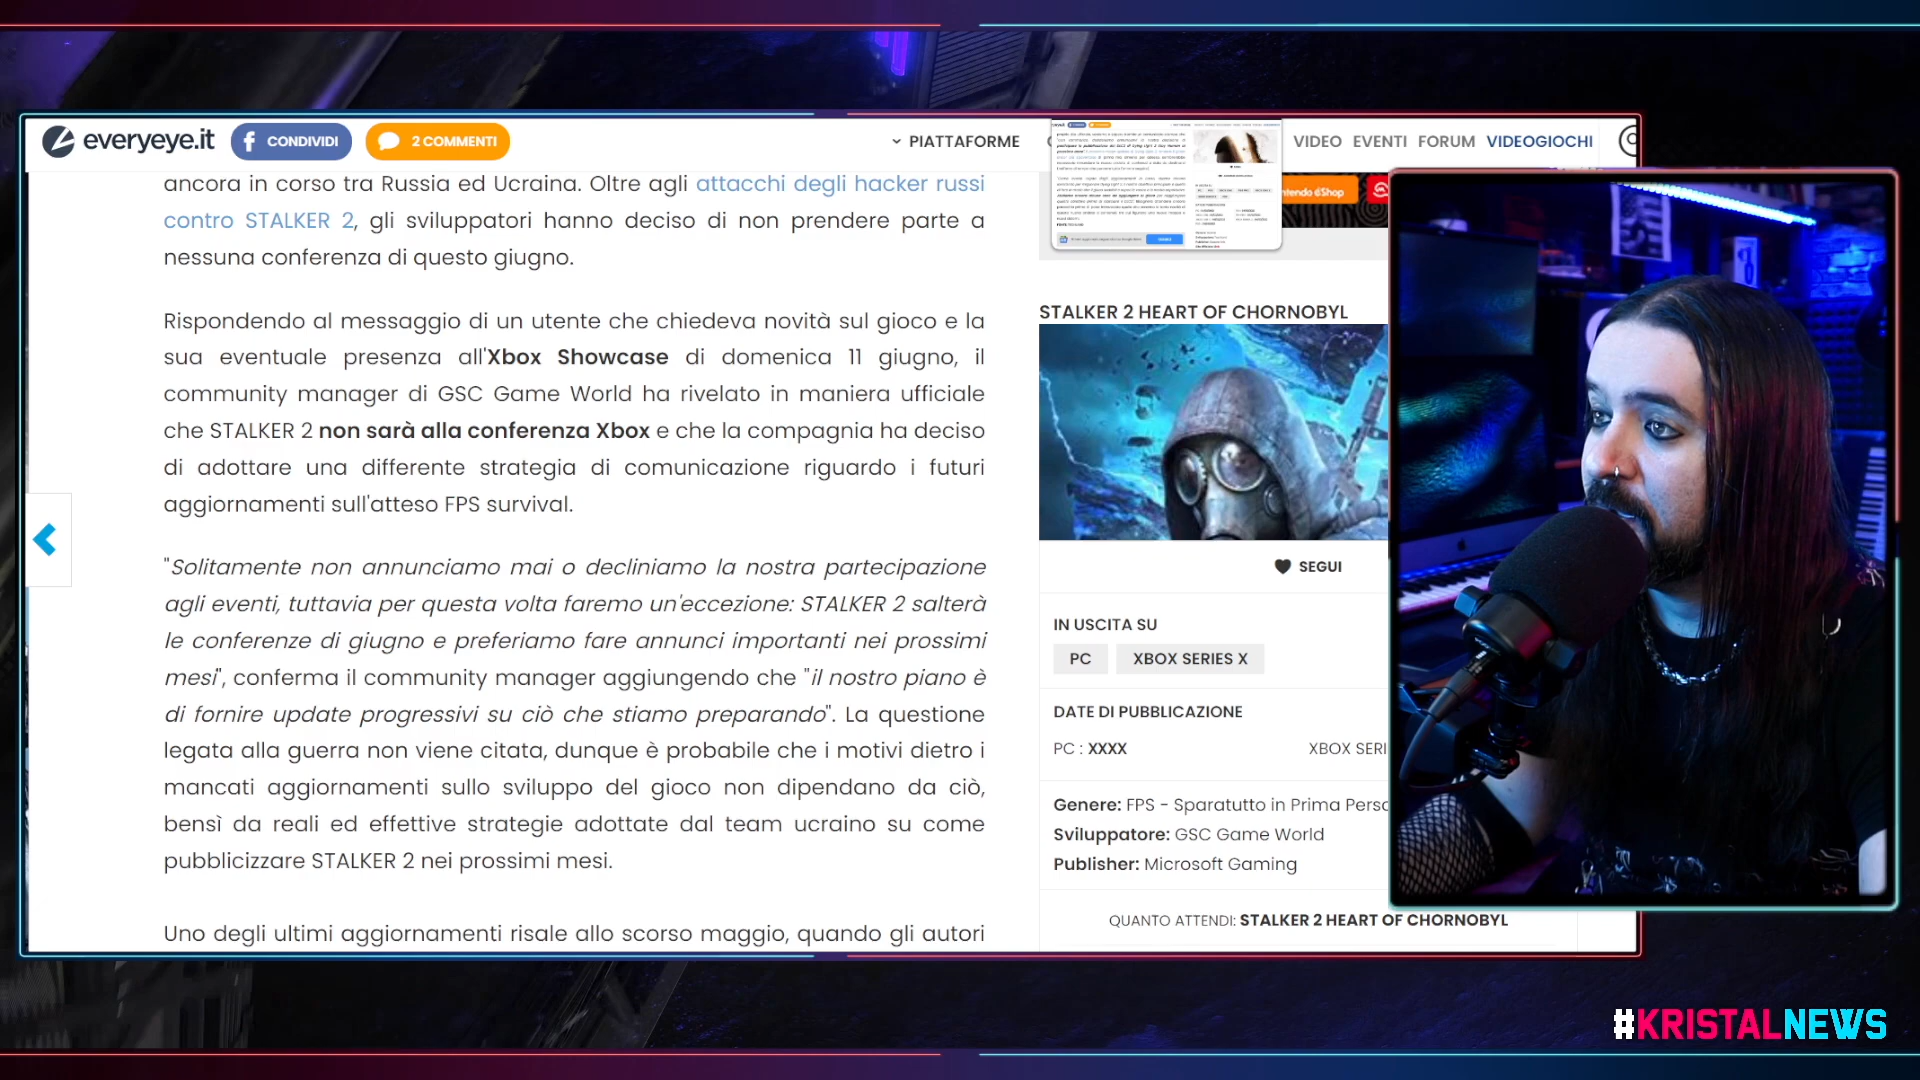 everyeye.it
CONDIVIDI
2 COMMENTI
PIATTAFORME
VIDEO EVENTI FORUM VIDEOGIOCHI
ancora in corso tra Russia ed Ucraina. Oltre agli attacchi degli hacker russi
contro STALKER 2, gli sviluppatori hanno deciso di non prendere parte a
nessuna conferenza di questo giugno.
Rispondendo al messaggio di un utente che chiedeva novità sul gioco e la
sua eventuale presenza all'Xbox Showcase di domenica 11 giugno, il
community manager di GSC Game World ha rivelato in maniera ufficiale
che STALKER 2 non sarà alla conferenza Xbox e che la compagnia ha deciso
di adottare una differente strategia di comunicazione riguardo i futuri
aggiornamenti sull'atteso FPS survival.
"Solitamente non annunciamo mai o decliniamo la nostra partecipazione
agli eventi, tuttavia per questa volta faremo un'eccezione: STALKER 2 salterà
le conferenze di giugno e preferiamo fare annunci importanti nei prossimi
mesi", conferma il community manager aggiungendo che "il nostro piano è
di fornire update progressivi su ciò che stiamo preparando". La questione
legata alla guerra non viene citata, dunque è probabile che i motivi dietro i
mancati aggiornamenti sullo sviluppo del gioco non dipendano da ciò,
bensì da reali ed effettive strategie adottate dal team ucraino su come
pubblicizzare STALKER 2 nei prossimi mesi.
Uno degli ultimi aggiornamenti risale allo scorso maggio, quando gli autori
ntendo eShop
STALKER 2 HEART OF CHORNOBYL
SEGUI
IN USCITA SU
PC XBOX SERIES X
DATE DI PUBBLICAZIONE
PC : XXXX XBOX SERI
Genere: FPS - Sparatutto in Prima Perso
Sviluppatore: GSC Game World
Publisher: Microsoft Gaming
QUANTO ATTENDI: STALKER 2 HEART OF CHORNOBYL
#KRISTALNEWS